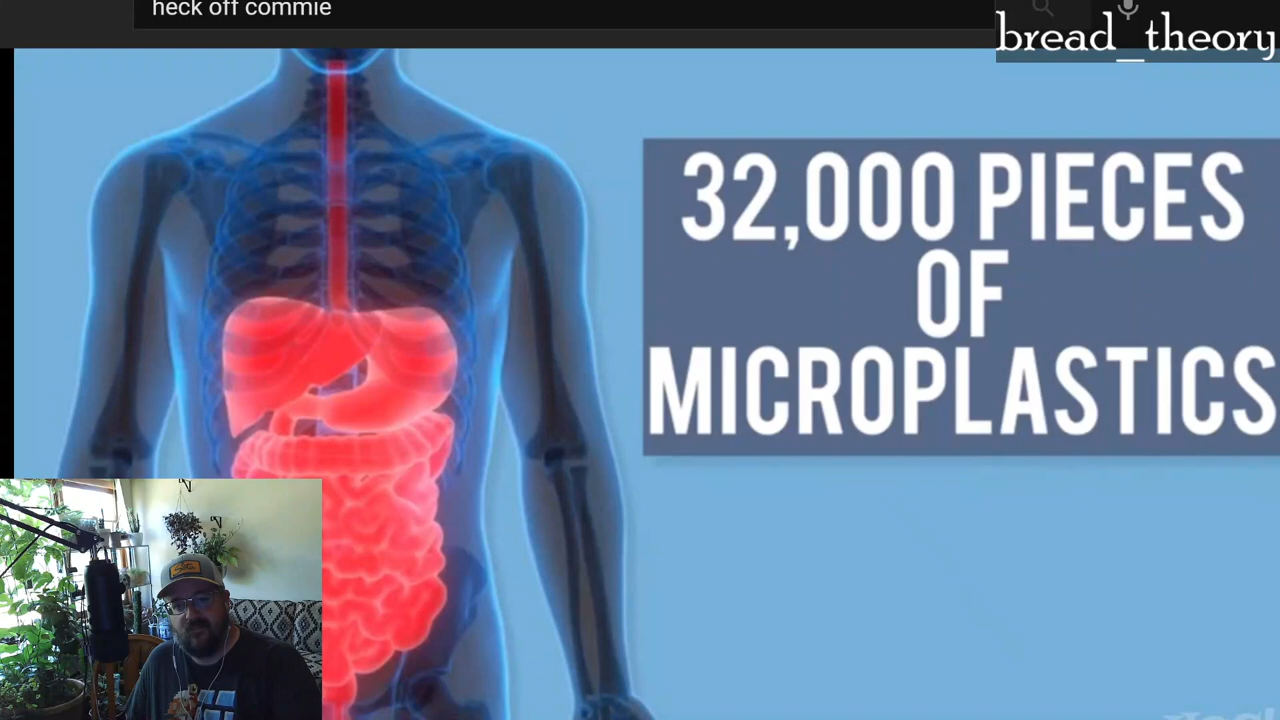 heck off commie
bread_theory
32,000 PIECES
OF
MICROPLASTICS